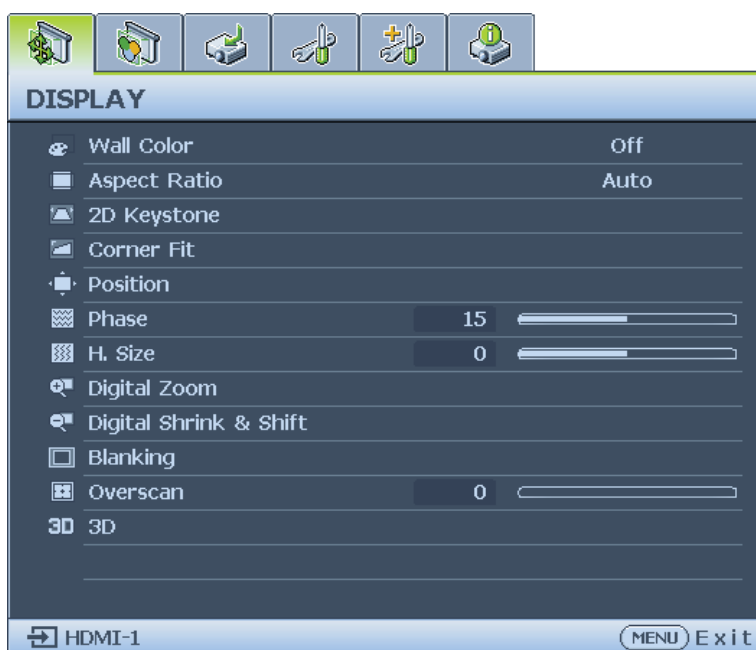 DISPLAY
Wall Color Off
Aspect Ratio Auto
2D Keystone
Corner Fit
Position
Phase 15
H. Size 0
Digital Zoom
Digital Shrink & Shift
Blanking
Overscan 0
3D 3D
HDMI-1 MENU Exit